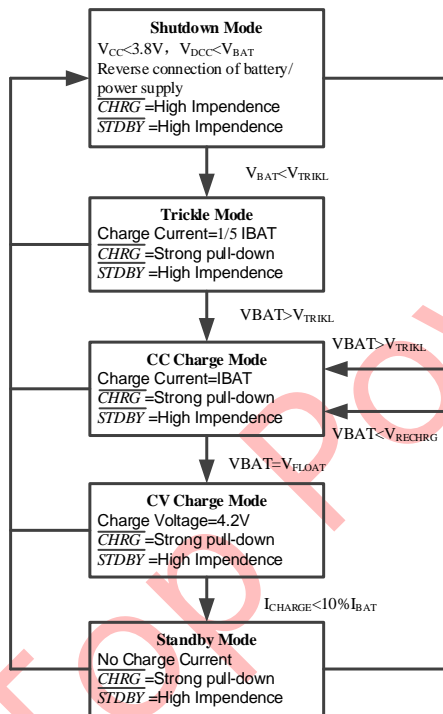 Shutdown Mode
VCC<3.8V, VDCC<VBAT
Reverse connection of battery/
power supply
CHRG =High Impendence
STDBY =High Impendence
VBAT<VTRIKL
Trickle Mode
Charge Current=1/5 IBAT
CHRG =Strong pull-down
STDBY =High Impendence
VBAT>VTRIKL
VBAT>VTRIKL
CC Charge Mode
Charge Current=IBAT
CHRG =Strong pull-down
STDBY =High Impendence
VBAT<VRECHRG
VBAT=VFLOAT
CV Charge Mode
Charge Voltage=4.2V
CHRG =Strong pull-down
STDBY =High Impendence
ICHARGE<10%IBAT
Standby Mode
No Charge Current
CHRG =Strong pull-down
STDBY =High Impendence
Top Pow